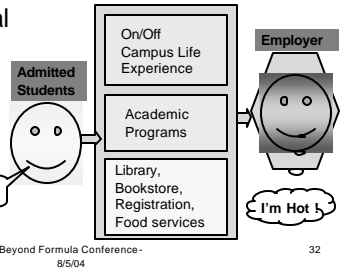 al
Admitted
Students
On/Off
Campus Life
Experience
Academic
Programs
Library,
Bookstore,
Registration,
Food services
Employer
I'm Hot !
Beyond Formula Conference-
8/5/04
32